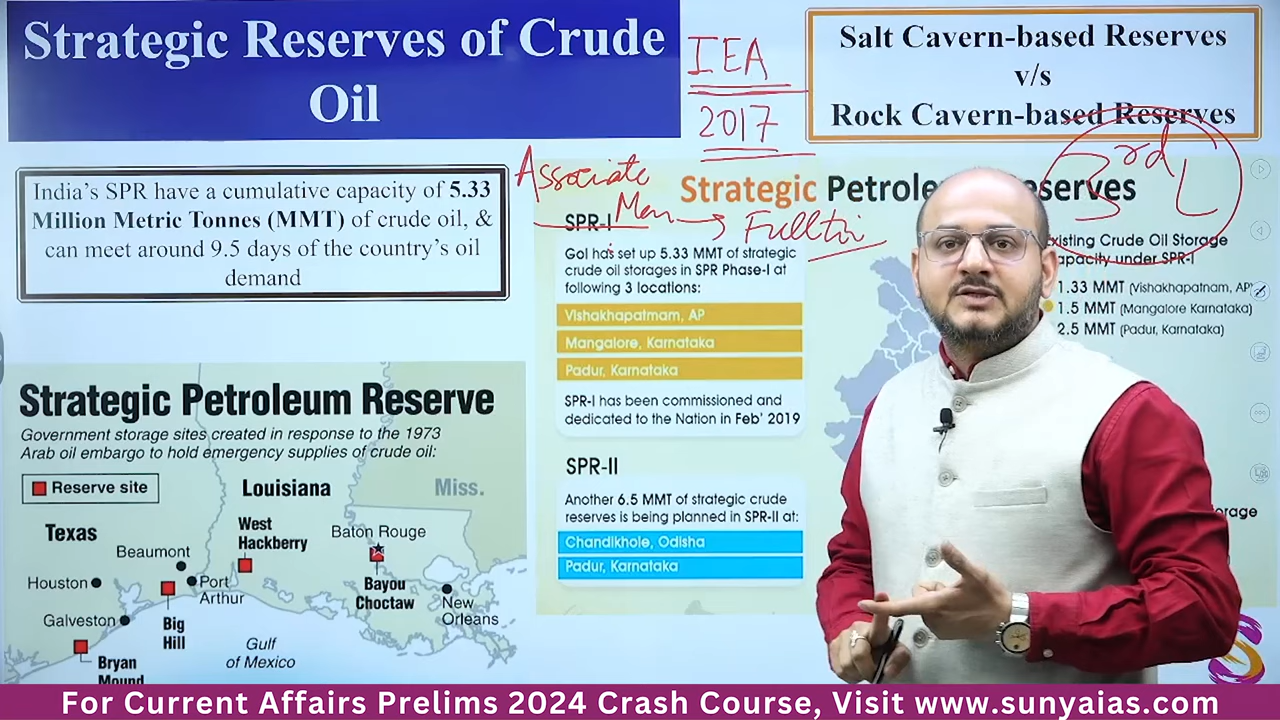 Strategic Reserves of Crude
Oil
IEA
2017
Salt Cavern-based Reserves
v/s
Rock Cavern-based Reserves
3rd L
Associate
Mem
India's SPR have a cumulative capacity of 5.33
Million Metric Tonnes (MMT) of crude oil, &
can meet around 9.5 days of the country's oil
demand
Strategic Petrole eserves
SPR-I
GoI has set up 5.33 MMT of strategic
crude oil storages in SPR Phase-I at
following 3 locations:
Vishakhapatmam, AP
Mangalore, Karnataka
Padur, Karnataka
SPR-I has been commissioned and
dedicated to the Nation in Feb' 2019
SPR-II
Another 6.5 MMT of strategic crude
reserves is being planned in SPR-II at:
Chandikhole, Odisha
Padur, Karnataka
xisting Crude Oil Storage
apacity under SPR-I
1.33 MMT (Vishakhapatnam, AP)
1.5 MMT (Mangalore Karnataka)
2.5 MMT (Padur, Karnataka)
orage
Strategic Petroleum Reserve
Government storage sites created in response to the 1973
Arab oil embargo to hold emergency supplies of crude oil:
Reserve site
Louisiana
Miss.
Texas
West
Hackberry
Baton Rouge
Beaumont
Houston
Port
Arthur
Bayou
Choctaw
New
Orleans
Galveston
Big
Hill
Gulf
of Mexico
Bryan
Mound
For Current Affairs Prelims 2024 Crash Course, Visit www.sunyaias.com